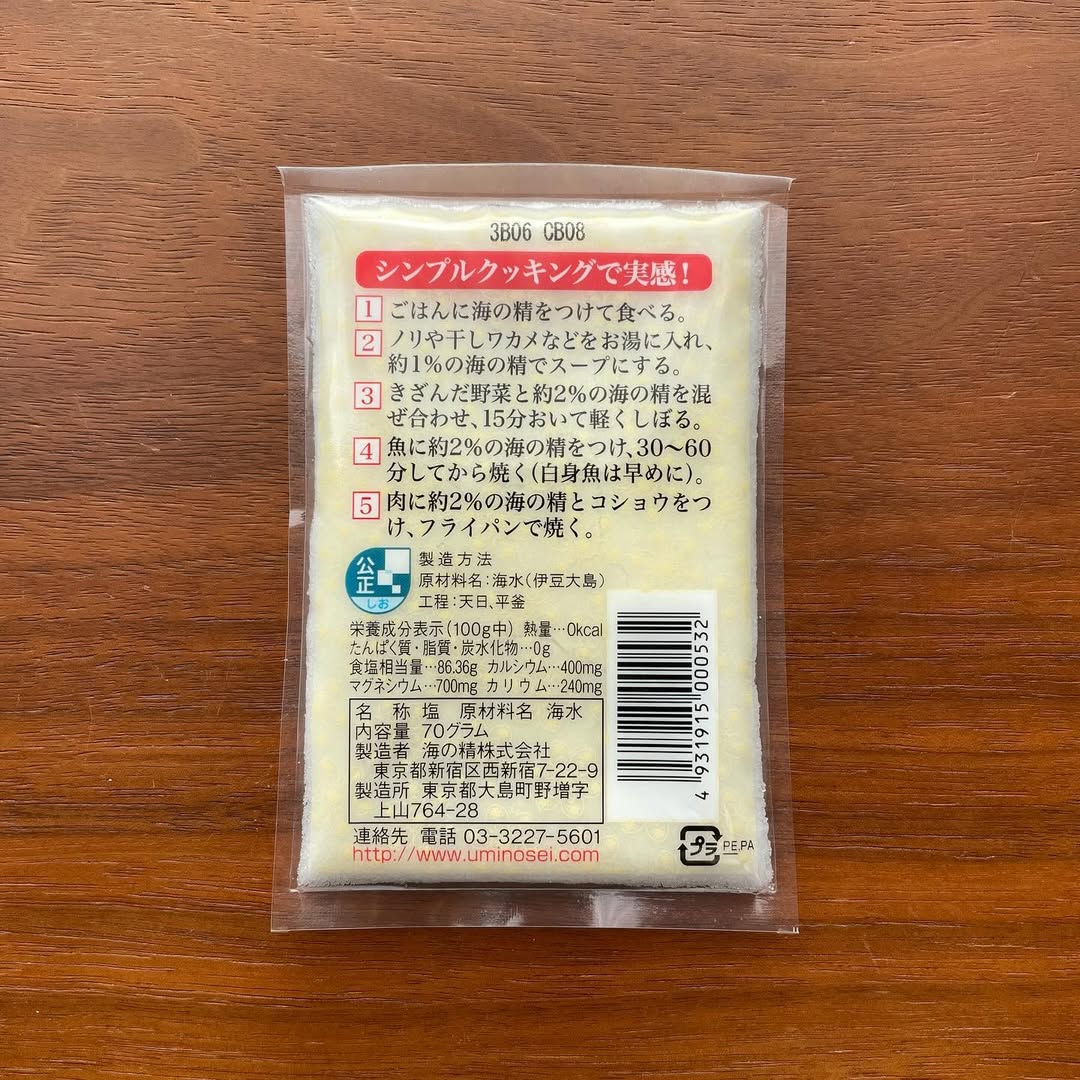 3B06 CB08
シンプルクッキングで実感!
1 ごはんに海の精をつけて食べる。
2 ノリや干しワカメなどをお湯に入れ、
約1%の海の精でスープにする。
3 きざんだ野菜と約2%の海の精を混
ぜ合わせ、15分おいて軽くしぼる。
4 魚に約2%の海の精をつけ、30〜60
分してから焼く(白身魚は早めに)。
5 肉に約2%の海の精とコショウをつ
け、フライパンで焼く。
公正
しお
製造方法
原材料名:海水(伊豆大島)
工程:天日、平釜
栄養成分表示(100g中) 熱量…0kcal
たんぱく質・脂質・炭水化物…0g
食塩相当量…86.36g カルシウム…400mg
マグネシウム…700mg カリウム…240mg
名 称 塩 原材料名 海水
内容量 70グラム
製造者 海の精株式会社
東京都新宿区西新宿7-22-9
製造所 東京都大島町野増字
上山764-28
連絡先 電話 03-3227-5601
http://www.uminosei.com
4 931915 000532
プラ PE,PA